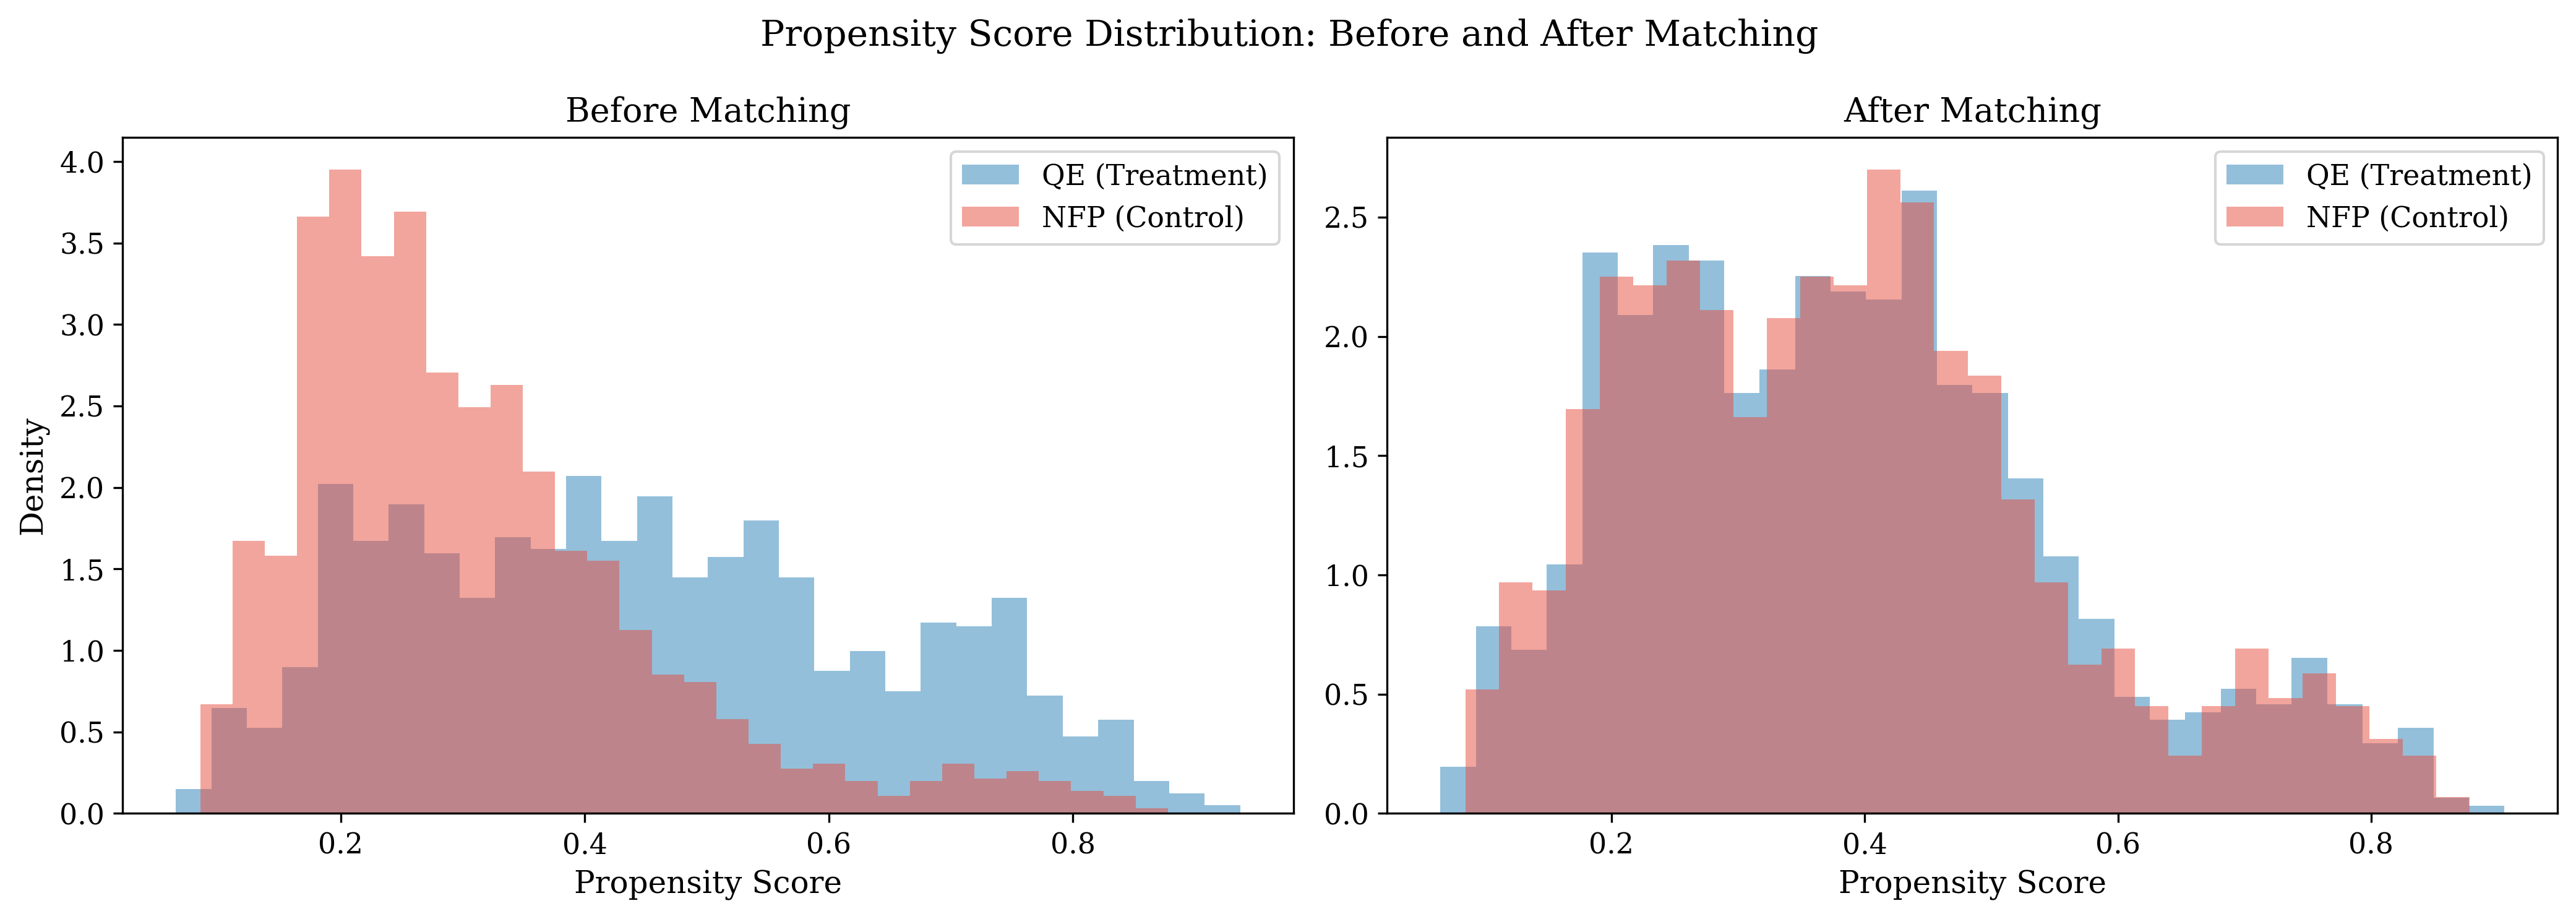 Propensity Score Distribution: Before and After Matching
Before Matching
QE (Treatment)
NFP (Control)
4.0
3.5
3.0
2.5
2.0
1.5
1.0
0.5
0.0
Density
0.2 0.4 0.6 0.8
Propensity Score
After Matching
QE (Treatment)
NFP (Control)
2.5
2.0
1.5
1.0
0.5
0.0
0.2 0.4 0.6 0.8
Propensity Score